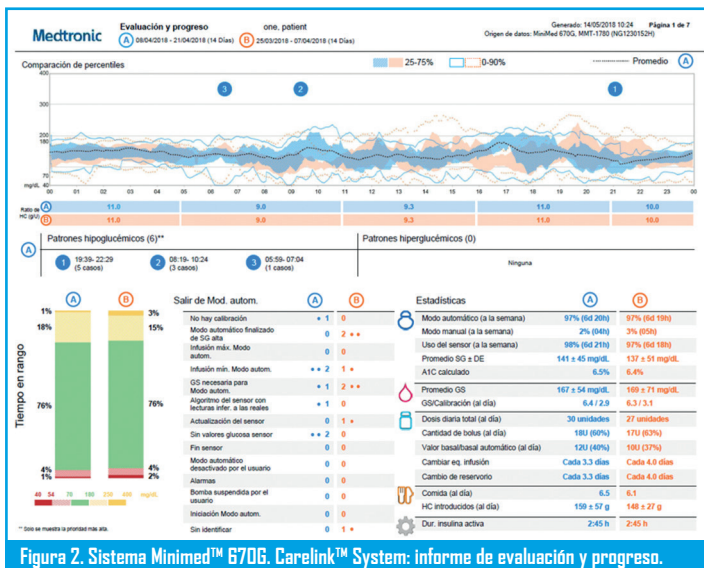 Medtronic
Evaluación y progreso
one, patient
A 08/04/2018 - 21/04/2018 (14 Días) B 25/03/2018 - 07/04/2018 (14 Días)
Generado: 14/05/2018 10:24 Página 1 de 7
Origen de datos: MiniMed 670G, MMT-1780 (NG1230152H)
Comparación de percentiles
25-75% 0-90% Promedio A
400
300
200
180
70
mg/dL 40
3 2 1
00 01 02 03 04 05 06 07 08 09 10 11 12 13 14 15 16 17 18 19 20 21 22 23 00
Ratio de HC (g/U)
A 11.0 9.0 9.3 11.0 10.0
B 11.0 9.0 9.3 11.0 10.0
A
Patrones hipoglucémicos (6)**
1 19:39- 22:29 (5 casos)
2 08:19- 10:24 (3 casos)
3 05:59- 07:04 (1 casos)
Patrones hiperglucémicos (0)
Ninguna
Tiempo en rango
A B
1% 3%
18% 15%
76% 76%
4% 4%
1% 2%
40 54 70 180 250 400 mg/dL
** Solo se muestra la prioridad más alta.
Salir de Mod. autom. A B
No hay calibración 1 0
Modo automático finalizado de SG alta 0 2
Infusión máx. Modo autom. 0 0
Infusión mín. Modo autom. 2 1
GS necesaria para Modo autom. 1 2
Algoritmo del sensor con lecturas infer. a las reales 1 0
Actualización del sensor 0 1
Sin valores glucosa sensor 2 0
Fin sensor 0 0
Modo automático desactivado por el usuario 0 0
Alarmas 0 0
Bomba suspendida por el usuario 0 0
Iniciación Modo autom. 0 0
Sin identificar 0 1
Estadísticas A B
Modo automático (a la semana) 97% (6d 20h) 97% (6d 19h)
Modo manual (a la semana) 2% (04h) 3% (05h)
Uso del sensor (a la semana) 98% (6d 21h) 97% (6d 18h)
Promedio SG ± DE 141 ± 45 mg/dL 137 ± 51 mg/dL
A1C calculado 6.5% 6.4%
Promedio GS 167 ± 54 mg/dL 169 ± 71 mg/dL
GS/Calibración (al día) 6.4 / 2.9 6.3 / 3.1
Dosis diaria total (al día) 30 unidades 27 unidades
Cantidad de bolus (al día) 18U (60%) 17U (63%)
Valor basal/basal automático (al día) 12U (40%) 10U (37%)
Cambiar eq. infusión Cada 3.3 días Cada 4.0 días
Cambio de reservorio Cada 3.3 días Cada 4.0 días
Comida (al día) 6.5 6.1
HC introducidos (al día) 159 ± 57 g 148 ± 27 g
Dur. insulina activa 2:45 h 2:45 h
Figura 2. Sistema Minimed™ 670G. Carelink™ System: informe de evaluación y progreso.